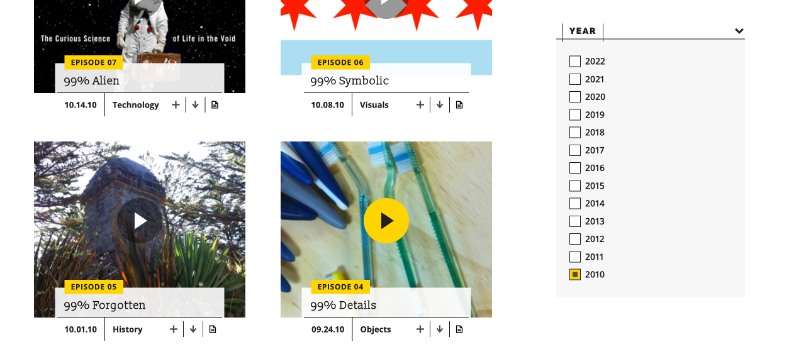 The Curious Science of Life in the Void
EPISODE 07
99% Alien
10.14.10 Technology
EPISODE 06
99% Symbolic
10.08.10 Visuals
EPISODE 05
99% Forgotten
10.01.10 History
EPISODE 04
99% Details
09.24.10 Objects
YEAR
2022
2021
2020
2019
2018
2017
2016
2015
2014
2013
2012
2011
2010